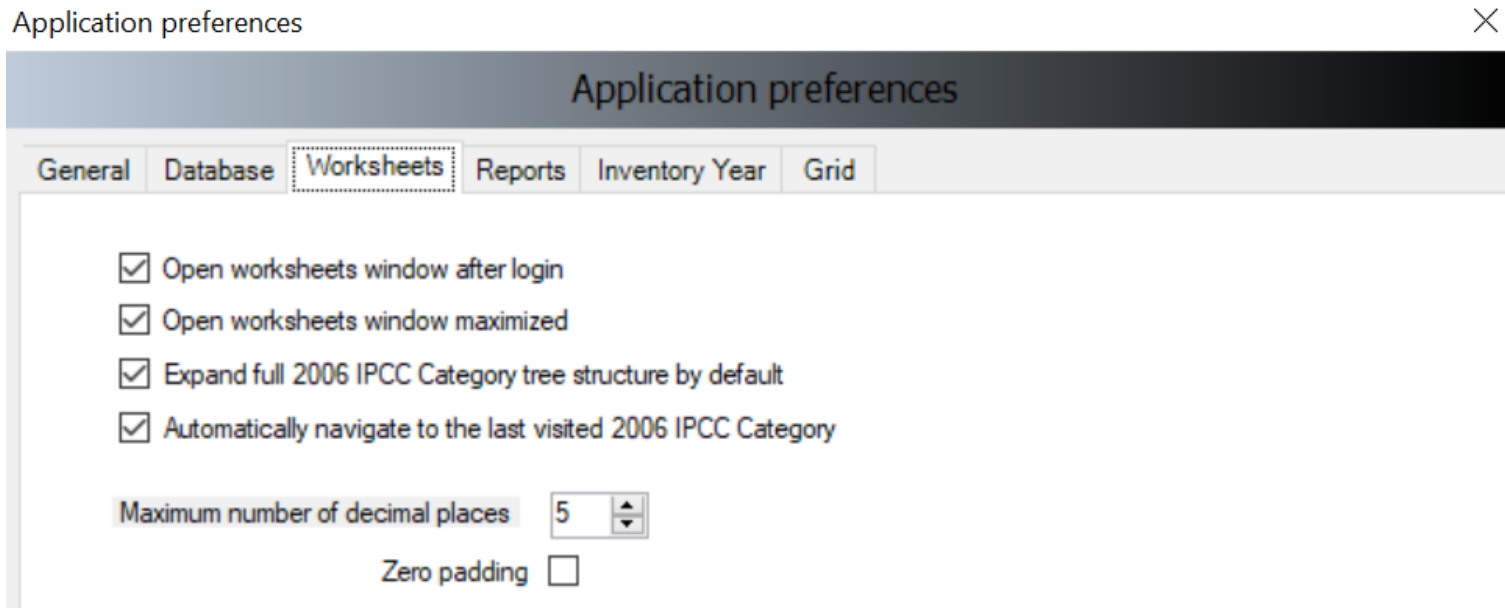 Application preferences
Application preferences
General Database Worksheets Reports Inventory Year Grid
Open worksheets window after login
Open worksheets window maximized
Expand full 2006 IPCC Category tree structure by default
Automatically navigate to the last visited 2006 IPCC Category
Maximum number of decimal places 5
Zero padding